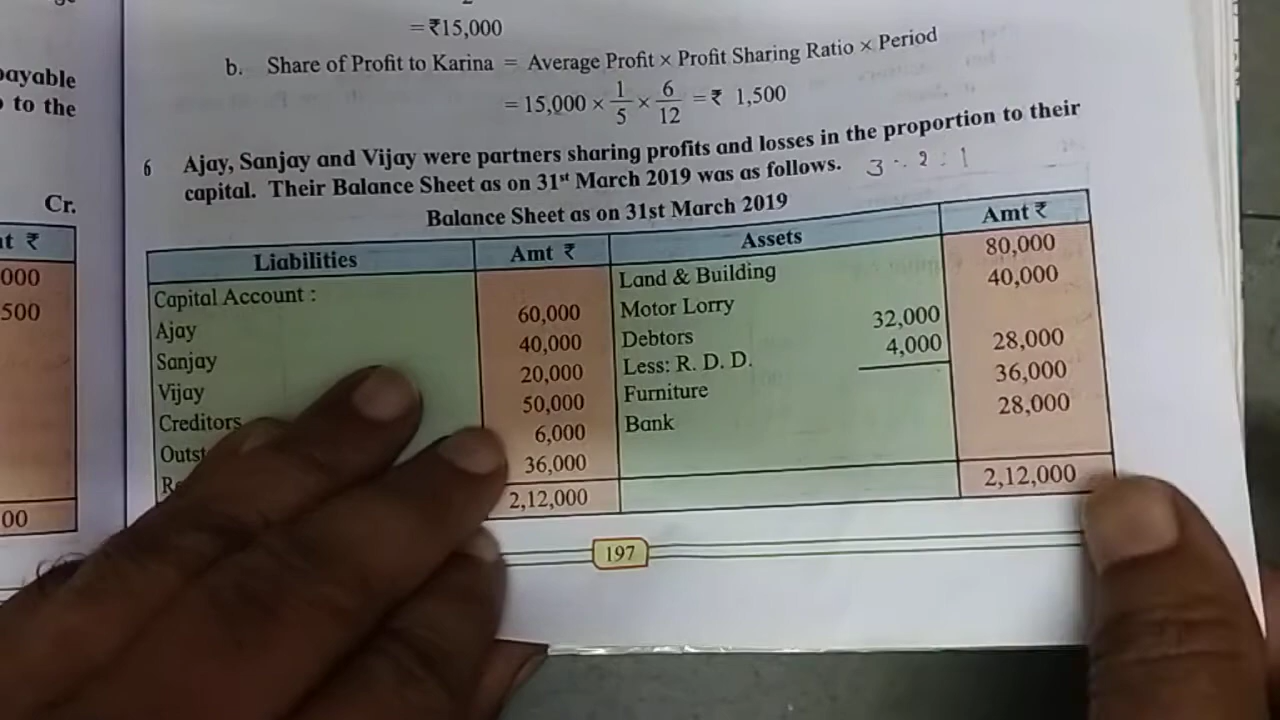 = ₹15,000
b. Share of Profit to Karina = Average Profit × Profit Sharing Ratio × Period
= 15,000 × 1/5 × 6/12 = ₹ 1,500
payable
to the
Cr.
6 Ajay, Sanjay and Vijay were partners sharing profits and losses in the proportion to their
capital. Their Balance Sheet as on 31st March 2019 was as follows. 3 : 2 : 1
Balance Sheet as on 31st March 2019
Liabilities Amt ₹ Assets Amt ₹
Capital Account : Land & Building 80,000
Ajay 60,000 Motor Lorry 40,000
Sanjay 40,000 Debtors 32,000
Vijay 20,000 Less: R. D. D. 4,000 28,000
Creditors 50,000 Furniture 36,000
6,000 Bank 28,000
36,000
2,12,000 2,12,000
197
t ₹
000
500
00